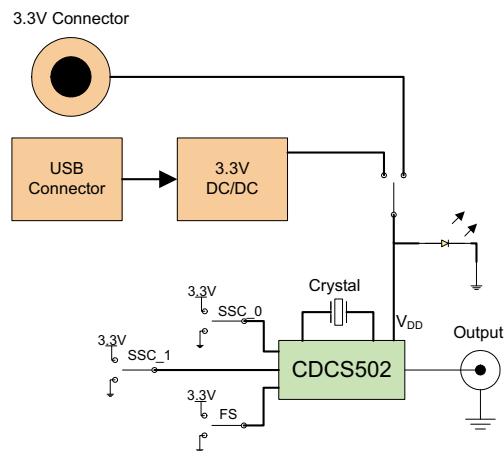 3.3V Connector
USB
Connector
3.3V
DC/DC
Crystal
3.3V
SSC_0
V_DD
Output
3.3V
SSC_1
CDCS502
3.3V
FS